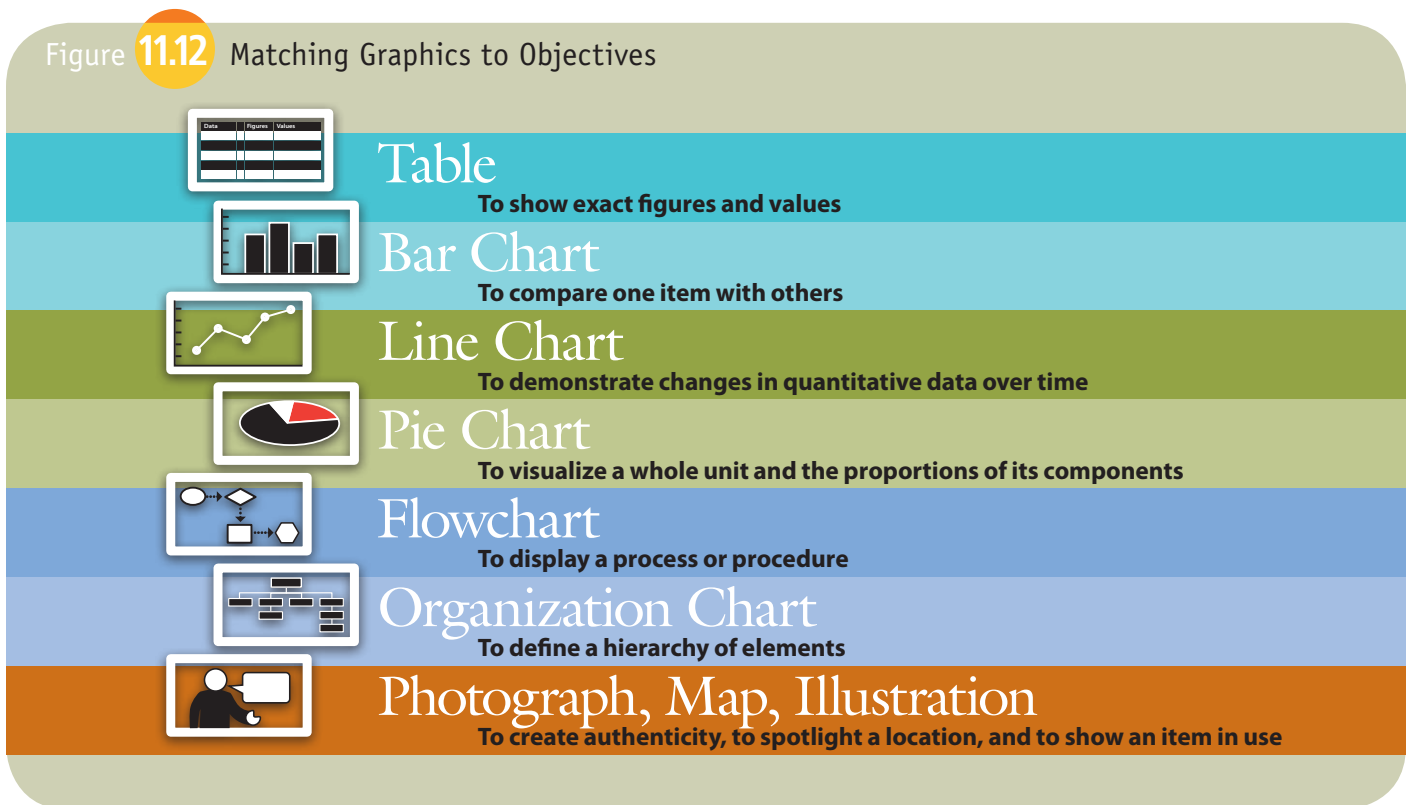 Figure 11.12 Matching Graphics to Objectives
Data Figures Values
Table
To show exact figures and values
Bar Chart
To compare one item with others
Line Chart
To demonstrate changes in quantitative data over time
Pie Chart
To visualize a whole unit and the proportions of its components
Flowchart
To display a process or procedure
Organization Chart
To define a hierarchy of elements
Photograph, Map, Illustration
To create authenticity, to spotlight a location, and to show an item in use